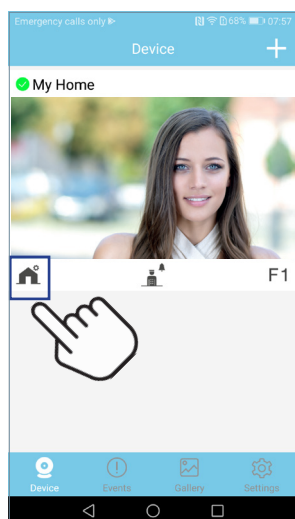 Emergency calls only 68% 07:57
Device +
My Home
F1
Device Events Gallery Settings